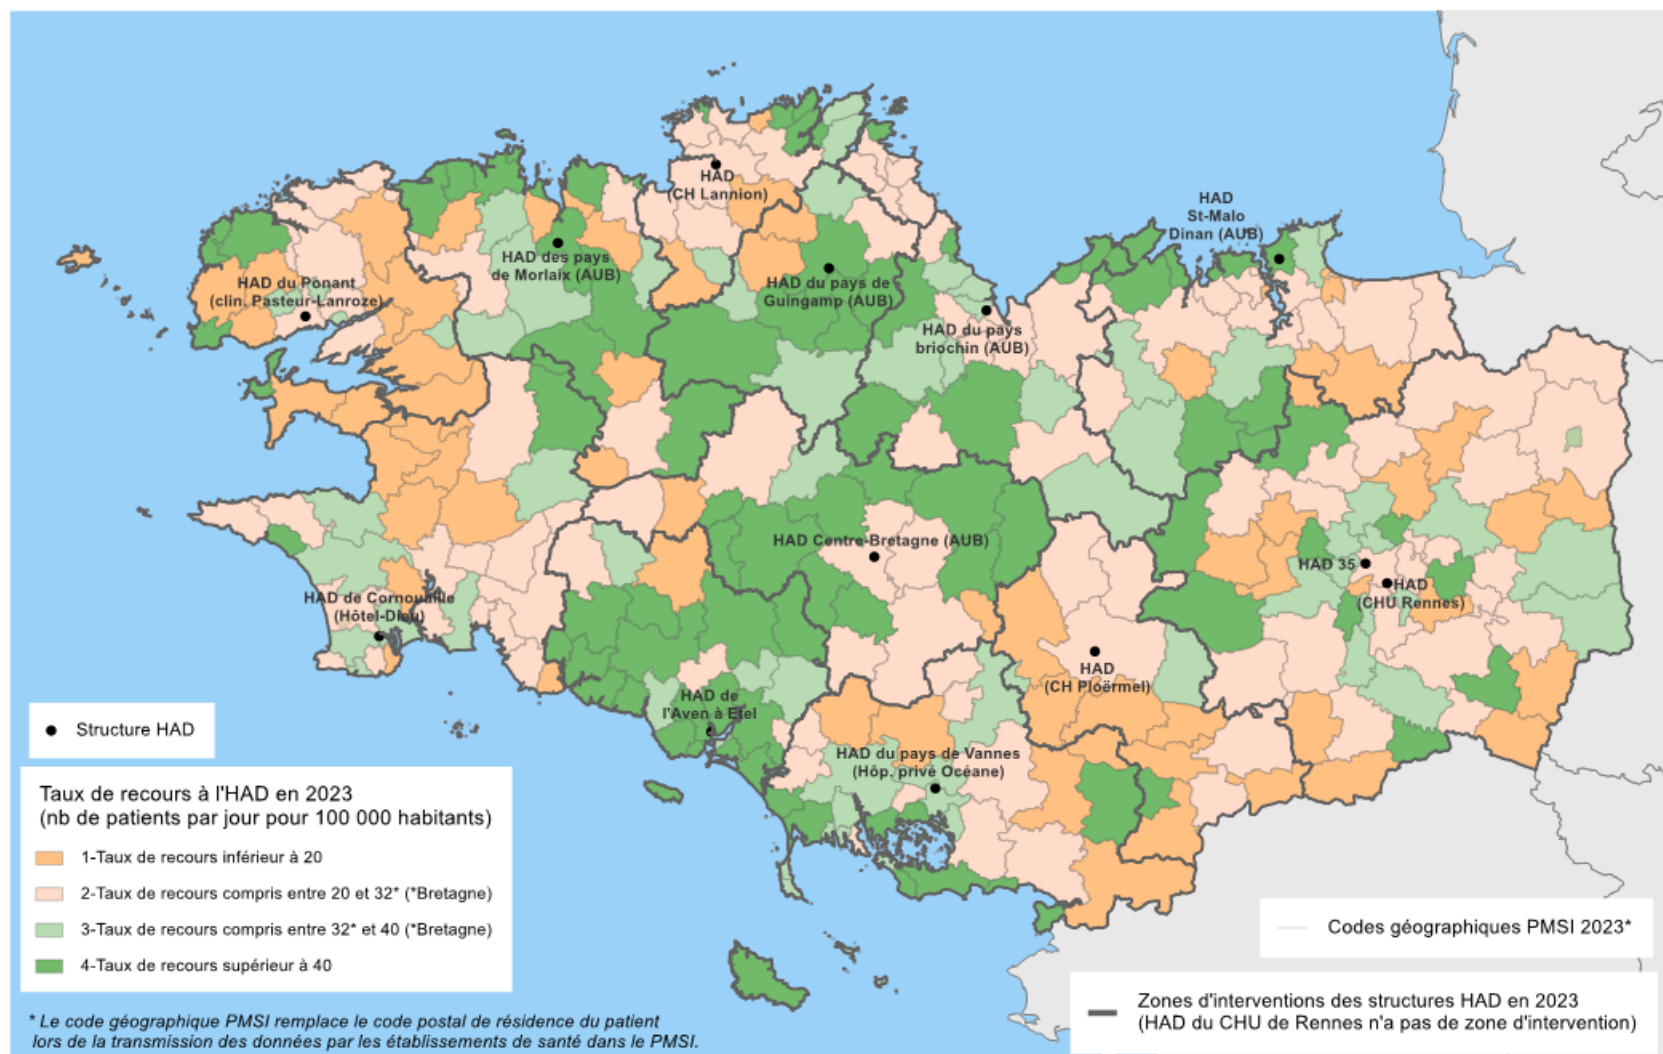 HAD
St-Malo
Dinan (AUB)
HAD
(CH Lannion)
HAD des pays
de Morlaix (AUB)
HAD du Ponant
(clin. Pasteur-Lanroze)
HAD du pays de
Guingamp (AUB)
HAD du pays
briochin (AUB)
HAD Centre-Bretagne (AUB)
HAD 35
HAD
(CHU Rennes)
HAD de Cornouaille
(Hôtel-Dieu)
HAD
(CH Ploërmel)
HAD de
l'Aven à Etel
HAD du pays de Vannes
(Hôp. privé Océane)
Structure HAD
Taux de recours à l'HAD en 2023
(nb de patients par jour pour 100 000 habitants)
1-Taux de recours inférieur à 20
2-Taux de recours compris entre 20 et 32* (*Bretagne)
3-Taux de recours compris entre 32* et 40 (*Bretagne)
4-Taux de recours supérieur à 40
* Le code géographique PMSI remplace le code postal de résidence du patient
lors de la transmission des données par les établissements de santé dans le PMSI.
Codes géographiques PMSI 2023*
Zones d'interventions des structures HAD en 2023
(HAD du CHU de Rennes n'a pas de zone d'intervention)